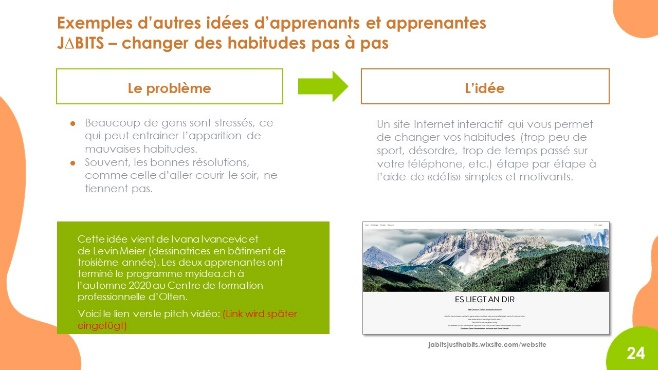 Exemples d'autres idées d'apprenants et apprenantes
J∆BITS – changer des habitudes pas à pas
Le problème
L'idée
● Beaucoup de gens sont stressés, ce
qui peut entrainer l'apparition de
mauvaises habitudes.
● Souvent, les bonnes résolutions,
comme celle d'aller courir le soir, ne
tiennent pas.
Un site Internet interactif qui vous permet
de changer vos habitudes (trop peu de
sport, désordre, trop de temps passé sur
votre téléphone, etc.) étape par étape à
l'aide de «défis» simples et motivants.
Cette idée vient de Ivana Ivancevic et
de Levin Meier (dessinatrices en bâtiment de
troisième année). Les deux apprenantes ont
terminé le programme myidea.ch à
l'automne 2020 au Centre de formation
professionnelle d'Olten.
Voici le lien vers le pitch vidéo: (Link wird später
eingefügt)
ES LIEGT AN DIR
jabitsjusthabits.wixsite.com/website
24